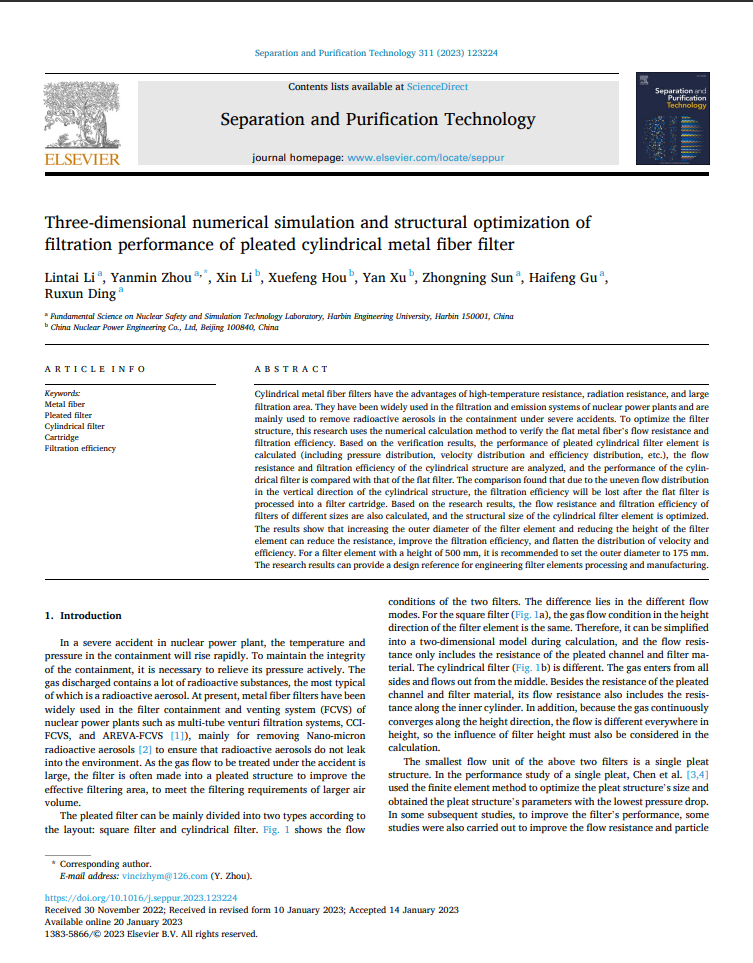 Separation and Purification Technology 311 (2023) 123224
Contents lists available at ScienceDirect
Separation and Purification Technology
journal homepage: www.elsevier.com/locate/seppur
ELSEVIER
Separation and
Purification
Technology
Three-dimensional numerical simulation and structural optimization of
filtration performance of pleated cylindrical metal fiber filter
Lintai Li a, Yanmin Zhou a,*, Xin Li b, Xuefeng Hou b, Yan Xu b, Zhongning Sun a, Haifeng Gu a,
Ruxun Ding a
a Fundamental Science on Nuclear Safety and Simulation Technology Laboratory, Harbin Engineering University, Harbin 150001, China
b China Nuclear Power Engineering Co., Ltd, Beijing 100840, China
ARTICLE INFO
Keywords:
Metal fiber
Pleated filter
Cylindrical filter
Cartridge
Filtration efficiency
ABSTRACT
Cylindrical metal fiber filters have the advantages of high-temperature resistance, radiation resistance, and large
filtration area. They have been widely used in the filtration and emission systems of nuclear power plants and are
mainly used to remove radioactive aerosols in the containment under severe accidents. To optimize the filter
structure, this research uses the numerical calculation method to verify the flat metal fiber's flow resistance and
filtration efficiency. Based on the verification results, the performance of pleated cylindrical filter element is
calculated (including pressure distribution, velocity distribution and efficiency distribution, etc.), the flow
resistance and filtration efficiency of the cylindrical structure are analyzed, and the performance of the cylin-
drical filter is compared with that of the flat filter. The comparison found that due to the uneven flow distribution
in the vertical direction of the cylindrical structure, the filtration efficiency will be lost after the flat filter is
processed into a filter cartridge. Based on the research results, the flow resistance and filtration efficiency of
filters of different sizes are also calculated, and the structural size of the cylindrical filter element is optimized.
The results show that increasing the outer diameter of the filter element and reducing the height of the filter
element can reduce the resistance, improve the filtration efficiency, and flatten the distribution of velocity and
efficiency. For a filter element with a height of 500 mm, it is recommended to set the outer diameter to 175 mm.
The research results can provide a design reference for engineering filter elements processing and manufacturing.
1. Introduction
In a severe accident in nuclear power plant, the temperature and
pressure in the containment will rise rapidly. To maintain the integrity
of the containment, it is necessary to relieve its pressure actively. The
gas discharged contains a lot of radioactive substances, the most typical
of which is a radioactive aerosol. At present, metal fiber filters have been
widely used in the filter containment and venting system (FCVS) of
nuclear power plants such as multi-tube venturi filtration systems, CCI-
FCVS, and AREVA-FCVS [1]), mainly for removing Nano-micron
radioactive aerosols [2] to ensure that radioactive aerosols do not leak
into the environment. As the gas flow to be treated under the accident is
large, the filter is often made into a pleated structure to improve the
effective filtering area, to meet the filtering requirements of larger air
volume.
The pleated filter can be mainly divided into two types according to
the layout: square filter and cylindrical filter. Fig. 1 shows the flow
conditions of the two filters. The difference lies in the different flow
modes. For the square filter (Fig. 1a), the gas flow condition in the height
direction of the filter element is the same. Therefore, it can be simplified
into a two-dimensional model during calculation, and the flow resis-
tance only includes the resistance of the pleated channel and filter ma-
terial. The cylindrical filter (Fig. 1b) is different. The gas enters from all
sides and flows out from the middle. Besides the resistance of the pleated
channel and filter material, its flow resistance also includes the resis-
tance along the inner cylinder. In addition, because the gas continuously
converges along the height direction, the flow is different everywhere in
height, so the influence of filter height must also be considered in the
calculation.
The smallest flow unit of the above two filters is a single pleat
structure. In the performance study of a single pleat, Chen et al. [3,4]
used the finite element method to optimize the pleat structure's size and
obtained the pleat structure's parameters with the lowest pressure drop.
In some subsequent studies, to improve the filter's performance, some
studies were also carried out to improve the flow resistance and particle
* Corresponding author.
E-mail address: vincizhym@126.com (Y. Zhou).
https://doi.org/10.1016/j.seppur.2023.123224
Received 30 November 2022; Received in revised form 10 January 2023; Accepted 14 January 2023
Available online 20 January 2023
1383-5866/© 2023 Elsevier B.V. All rights reserved.